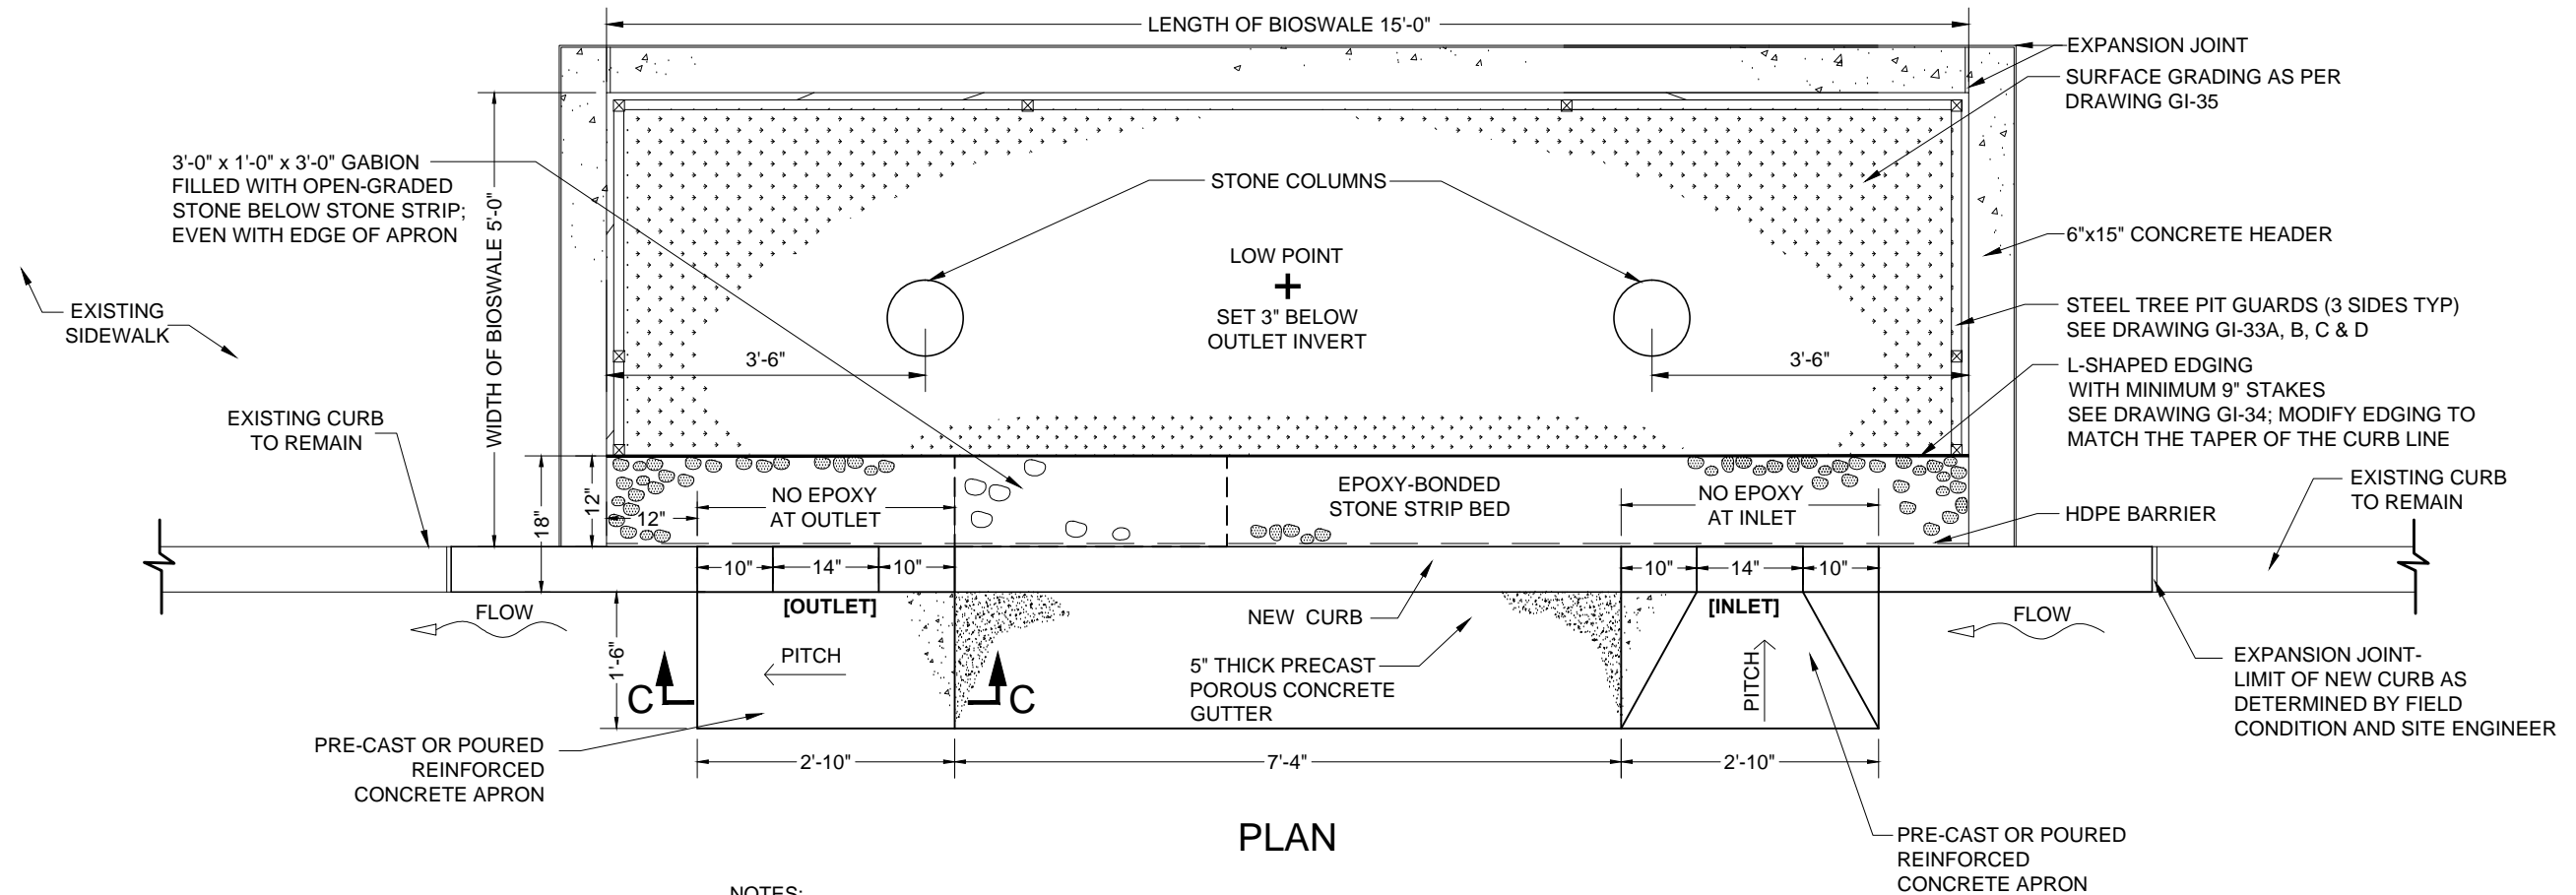 LENGTH OF BIOSWALE 15'-0"
EXPANSION JOINT
SURFACE GRADING AS PER
DRAWING GI-35
3'-0" x 1'-0" x 3'-0" GABION
FILLED WITH OPEN-GRADED
STONE BELOW STONE STRIP;
EVEN WITH EDGE OF APRON
WIDTH OF BIOSWALE 5'-0"
STONE COLUMNS
6"x15" CONCRETE HEADER
LOW POINT
SET 3" BELOW
OUTLET INVERT
EXISTING
SIDEWALK
STEEL TREE PIT GUARDS (3 SIDES TYP)
SEE DRAWING GI-33A, B, C & D
3'-6"
3'-6"
L-SHAPED EDGING
WITH MINIMUM 9" STAKES
SEE DRAWING GI-34; MODIFY EDGING TO
MATCH THE TAPER OF THE CURB LINE
EXISTING CURB
TO REMAIN
EXISTING CURB
TO REMAIN
18"
12"
12"
NO EPOXY
AT OUTLET
EPOXY-BONDED
STONE STRIP BED
NO EPOXY
AT INLET
HDPE BARRIER
10"
14"
10"
10"
14"
10"
FLOW
[OUTLET]
NEW CURB
[INLET]
FLOW
1'-6"
PITCH
C
C
5" THICK PRECAST
POROUS CONCRETE
GUTTER
PITCH
EXPANSION JOINT-
LIMIT OF NEW CURB AS
DETERMINED BY FIELD
CONDITION AND SITE ENGINEER
PRE-CAST OR POURED
REINFORCED
CONCRETE APRON
2'-10"
7'-4"
2'-10"
PLAN
PRE-CAST OR POURED
REINFORCED
CONCRETE APRON
NOTES: